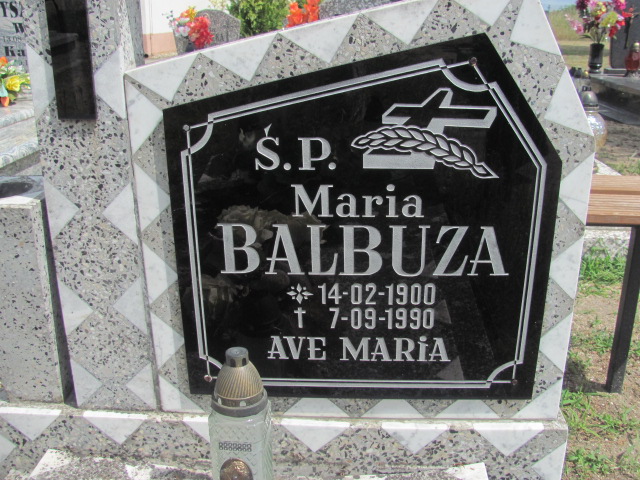 Ś.P.
Maria
BALBUZA
14-02-1900
† 7-09-1990
AVE MARiA